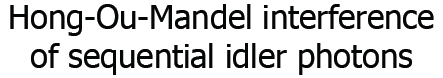 Hong-Ou-Mandel interference
of sequential idler photons